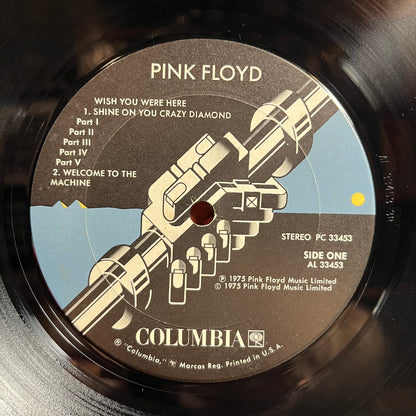 PINK FLOYD
WISH YOU WERE HERE
1. SHINE ON YOU CRAZY DIAMOND
Part I
Part II
Part III
Part IV
Part V
2. WELCOME TO THE
MACHINE
STEREO PC 33453
SIDE ONE
AL 33453
℗ 1975 Pink Floyd Music Limited
© 1975 Pink Floyd Music Limited
COLUMBIA
® "Columbia," Marcas Reg. Printed in U.S.A.